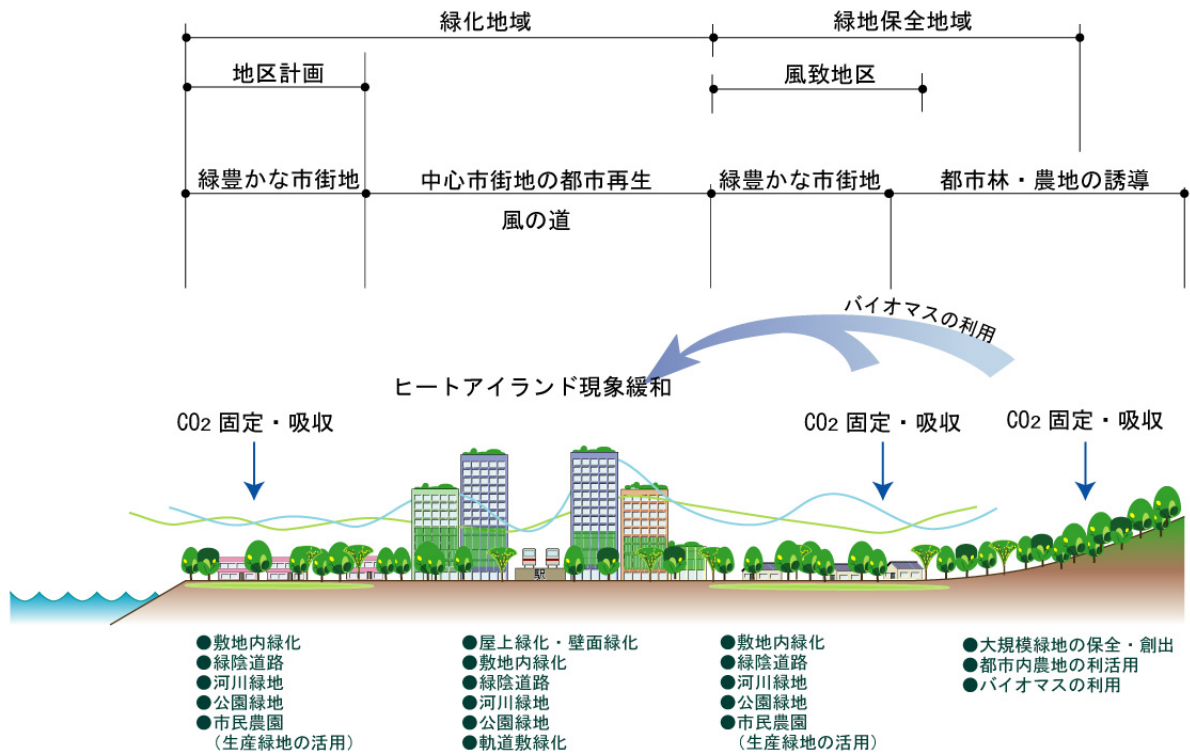 緑化地域
緑地保全地域
地区計画
風致地区
緑豊かな市街地
中心市街地の都市再生
緑豊かな市街地
都市林・農地の誘導
風の道
バイオマスの利用
ヒートアイランド現象緩和
CO2 固定・吸収
CO2 固定・吸収
CO2 固定・吸収
駅
●敷地内緑化
●緑陰道路
●河川緑地
●公園緑地
●市民農園
（生産緑地の活用）
●屋上緑化・壁面緑化
●敷地内緑化
●緑陰道路
●河川緑地
●公園緑地
●軌道敷緑化
●敷地内緑化
●緑陰道路
●河川緑地
●公園緑地
●市民農園
（生産緑地の活用）
●大規模緑地の保全・創出
●都市内農地の利活用
●バイオマスの利用